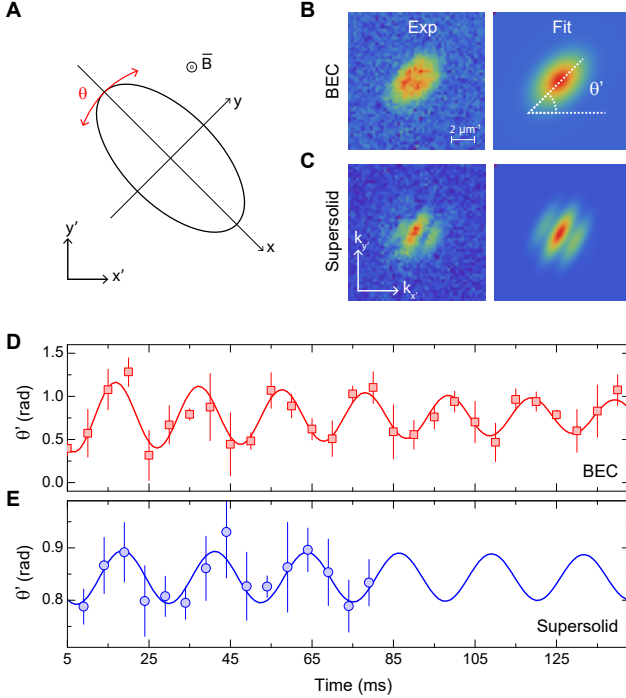 A
B
Exp
Fit
B̅
θ
BEC
θ'
y
2 μm⁻¹
C
Supersolid
y'
x'
x
k_y'
k_x'
D
1.5
1.0
0.5
0.0
θ' (rad)
BEC
E
0.9
0.8
θ' (rad)
Supersolid
5 25 45 65 85 105 125
Time (ms)